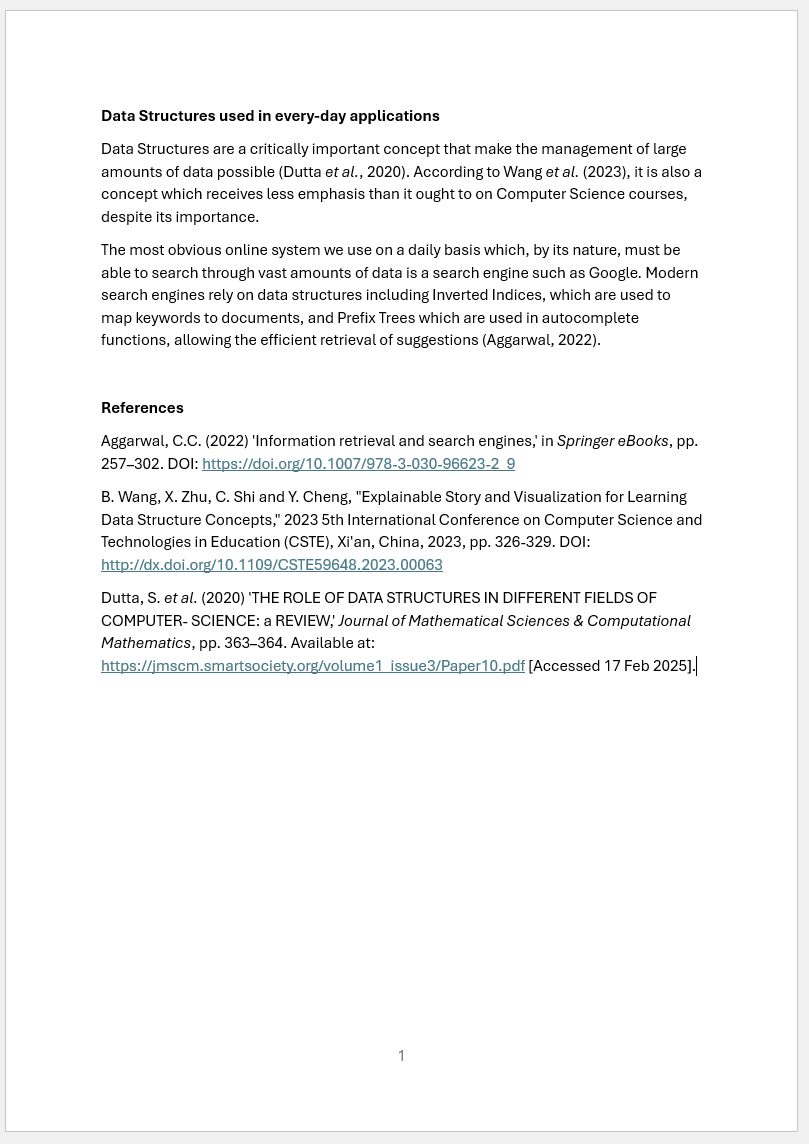 Data Structures used in every-day applications
Data Structures are a critically important concept that make the management of large
amounts of data possible (Dutta et al., 2020). According to Wang et al. (2023), it is also a
concept which receives less emphasis than it ought to on Computer Science courses,
despite its importance.
The most obvious online system we use on a daily basis which, by its nature, must be
able to search through vast amounts of data is a search engine such as Google. Modern
search engines rely on data structures including Inverted Indices, which are used to
map keywords to documents, and Prefix Trees which are used in autocomplete
functions, allowing the efficient retrieval of suggestions (Aggarwal, 2022).
References
Aggarwal, C.C. (2022) 'Information retrieval and search engines,' in Springer eBooks, pp.
257–302. DOI: https://doi.org/10.1007/978-3-030-96623-2_9
B. Wang, X. Zhu, C. Shi and Y. Cheng, "Explainable Story and Visualization for Learning
Data Structure Concepts," 2023 5th International Conference on Computer Science and
Technologies in Education (CSTE), Xi'an, China, 2023, pp. 326-329. DOI:
http://dx.doi.org/10.1109/CSTE59648.2023.00063
Dutta, S. et al. (2020) 'THE ROLE OF DATA STRUCTURES IN DIFFERENT FIELDS OF
COMPUTER- SCIENCE: a REVIEW,' Journal of Mathematical Sciences & Computational
Mathematics, pp. 363–364. Available at:
https://jmscm.smartsociety.org/volume1_issue3/Paper10.pdf [Accessed 17 Feb 2025].
1